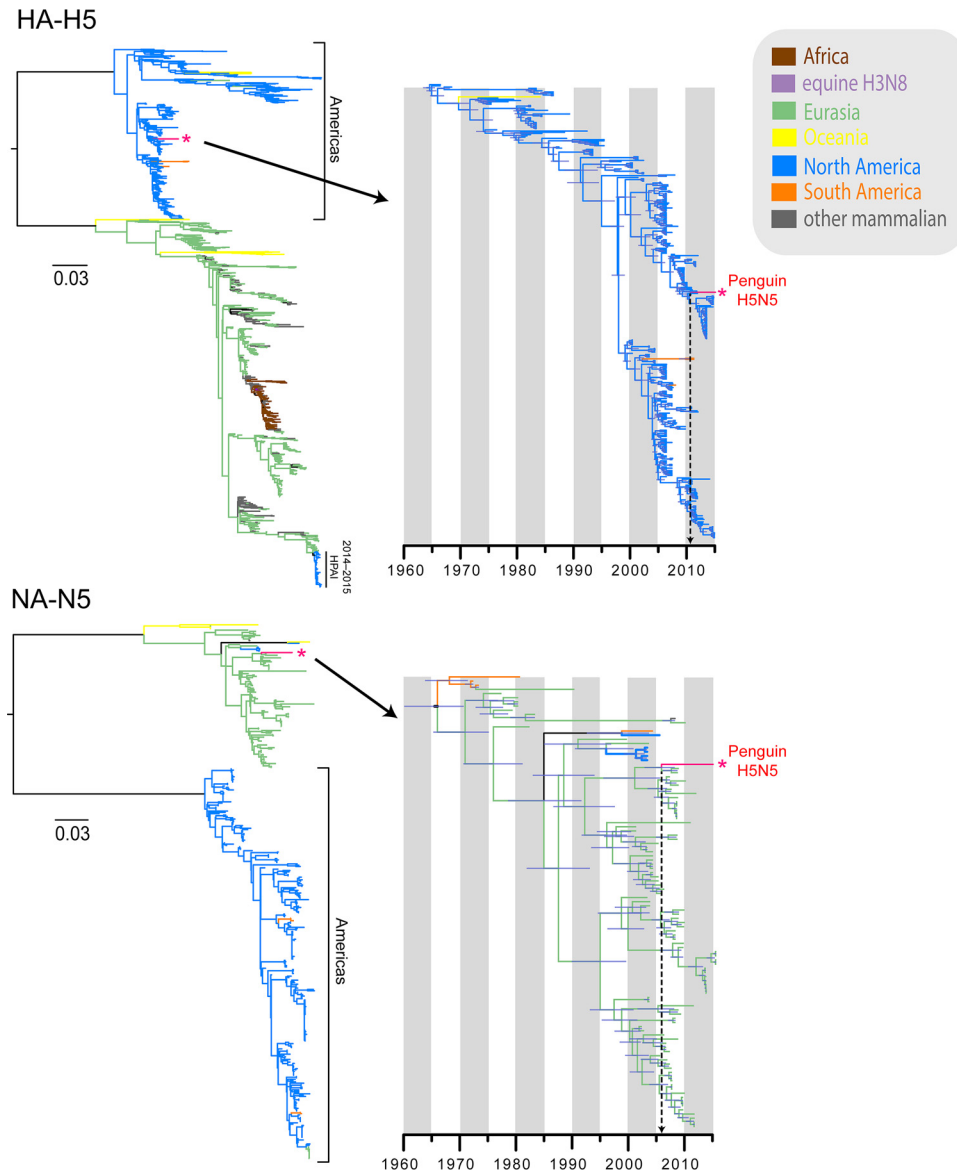 HA-H5
Americas
*
0.03
2014–2015
HPAI
Africa
equine H3N8
Eurasia
Oceania
North America
South America
other mammalian
Penguin
* H5N5
1960 1970 1980 1990 2000 2010
NA-N5
*
0.03
Americas
Penguin
* H5N5
1960 1970 1980 1990 2000 2010